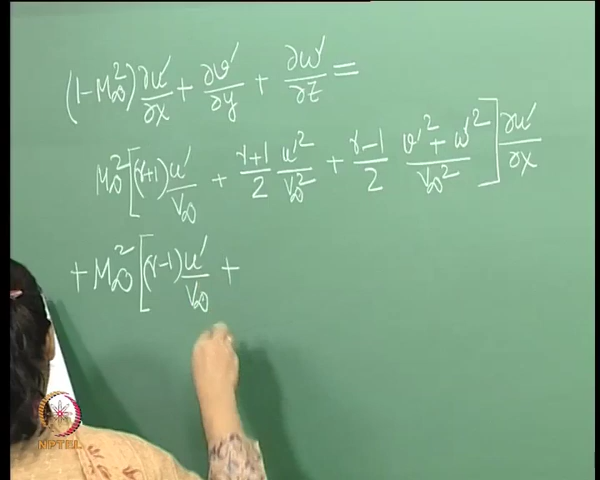 (1-M∞²) ∂u'/∂x + ∂v'/∂y + ∂w'/∂z =
M∞² [(γ+1) u'/V∞ + γ+1/2 u'²/V∞² + γ-1/2 v'²+w'²/V∞²] ∂u'/∂x
+ M∞² [(γ-1) u'/V∞ +
NPTEL